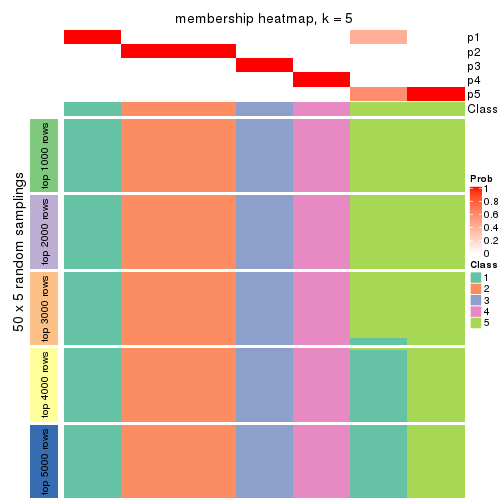 membership heatmap, k = 5
p1
p2
p3
p4
p5
Class
50 x 5 random samplings
top 1000 rows
top 2000 rows
top 3000 rows
top 4000 rows
top 5000 rows
Prob
1
0.8
0.6
0.4
0.2
0
Class
1
2
3
4
5